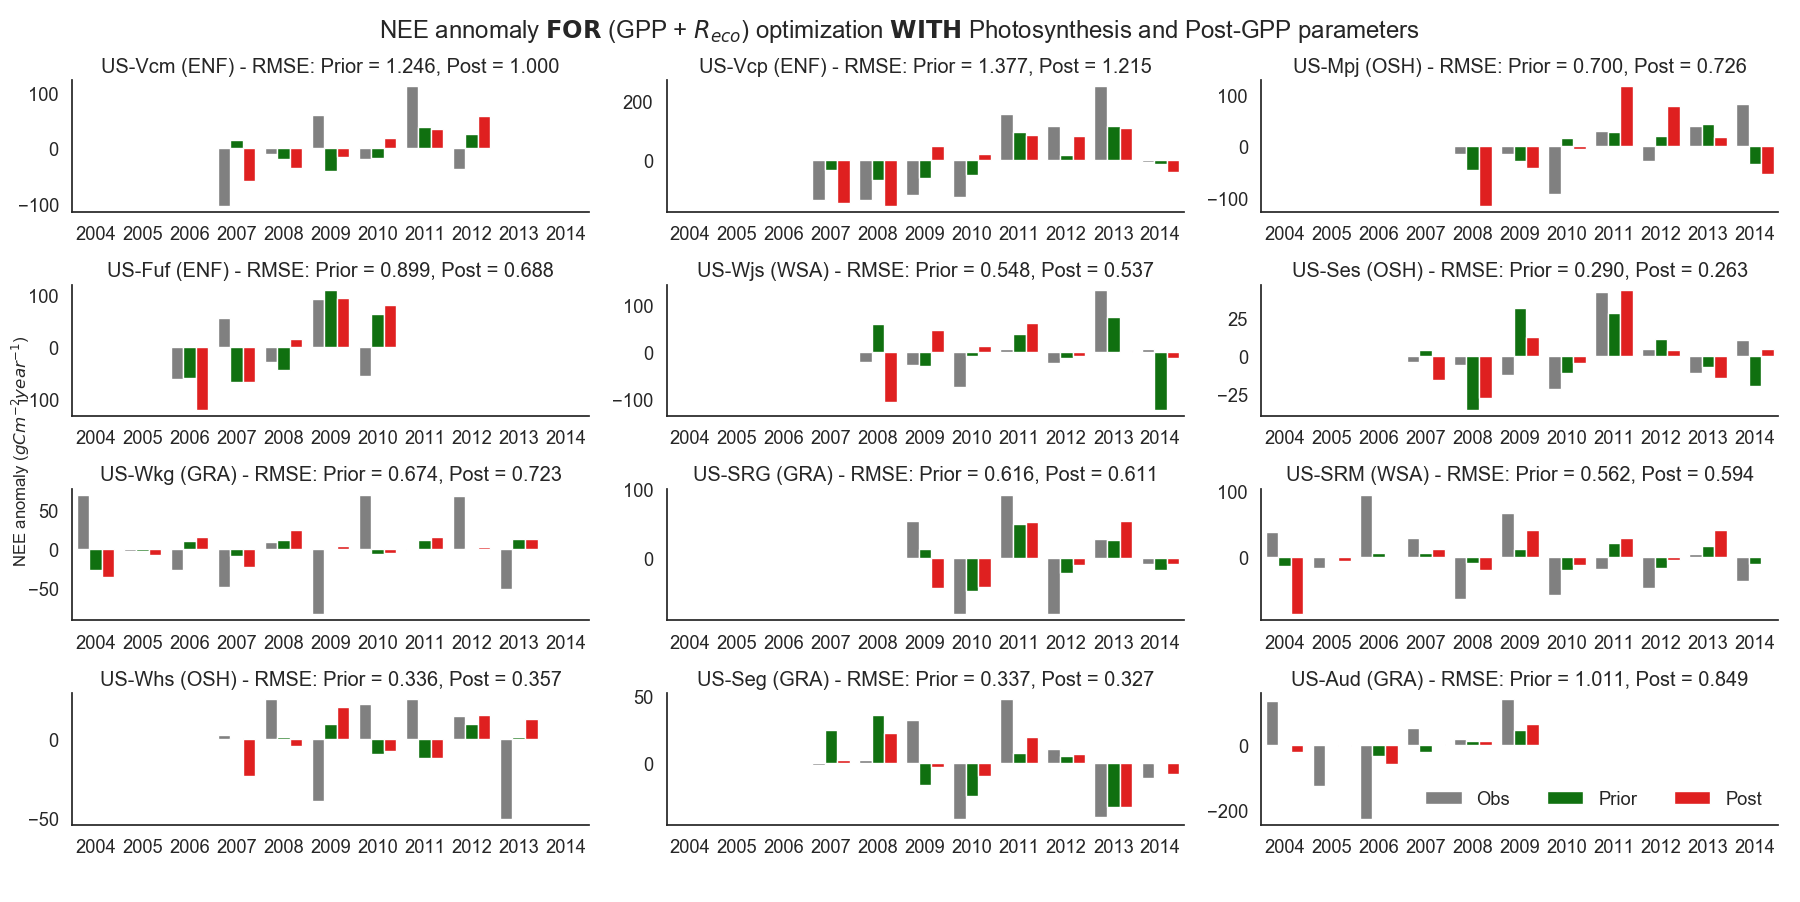 NEE annomaly FOR (GPP + R_eco) optimization WITH Photosynthesis and Post-GPP parameters
NEE anomaly (gCm⁻²year⁻¹)
US-Vcm (ENF) - RMSE: Prior = 1.246, Post = 1.000
100
0
−100
2004 2005 2006 2007 2008 2009 2010 2011 2012 2013 2014
US-Vcp (ENF) - RMSE: Prior = 1.377, Post = 1.215
200
0
2004 2005 2006 2007 2008 2009 2010 2011 2012 2013 2014
US-Mpj (OSH) - RMSE: Prior = 0.700, Post = 0.726
100
0
−100
2004 2005 2006 2007 2008 2009 2010 2011 2012 2013 2014
US-Fuf (ENF) - RMSE: Prior = 0.899, Post = 0.688
100
0
−100
2004 2005 2006 2007 2008 2009 2010 2011 2012 2013 2014
US-Wjs (WSA) - RMSE: Prior = 0.548, Post = 0.537
100
0
−100
2004 2005 2006 2007 2008 2009 2010 2011 2012 2013 2014
US-Ses (OSH) - RMSE: Prior = 0.290, Post = 0.263
25
0
−25
2004 2005 2006 2007 2008 2009 2010 2011 2012 2013 2014
US-Wkg (GRA) - RMSE: Prior = 0.674, Post = 0.723
50
0
−50
2004 2005 2006 2007 2008 2009 2010 2011 2012 2013 2014
US-SRG (GRA) - RMSE: Prior = 0.616, Post = 0.611
100
0
2004 2005 2006 2007 2008 2009 2010 2011 2012 2013 2014
US-SRM (WSA) - RMSE: Prior = 0.562, Post = 0.594
100
0
2004 2005 2006 2007 2008 2009 2010 2011 2012 2013 2014
US-Whs (OSH) - RMSE: Prior = 0.336, Post = 0.357
0
−50
2004 2005 2006 2007 2008 2009 2010 2011 2012 2013 2014
US-Seg (GRA) - RMSE: Prior = 0.337, Post = 0.327
50
0
2004 2005 2006 2007 2008 2009 2010 2011 2012 2013 2014
US-Aud (GRA) - RMSE: Prior = 1.011, Post = 0.849
0
−200
Obs Prior Post
2004 2005 2006 2007 2008 2009 2010 2011 2012 2013 2014